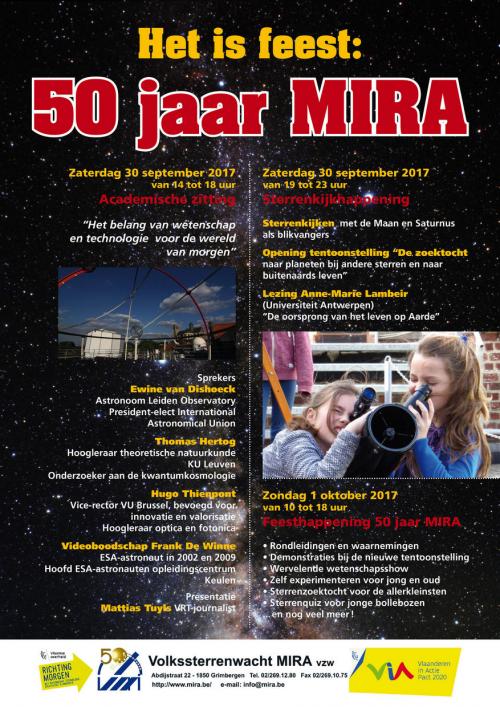 Het is feest:
50 jaar MIRA
Zaterdag 30 september 2017
van 14 tot 18 uur
Academische zitting
"Het belang van wetenschap
en technologie voor de wereld
van morgen"
Sprekers
Ewine van Dishoeck
Astronoom Leiden Observatory
President-elect International
Astronomical Union
Thomas Hertog
Hoogleraar theoretische natuurkunde
KU Leuven
Onderzoeker aan de kwantumkosmologie
Hugo Thienpont
Vice-rector VU Brussel, bevoegd voor
innovatie en valorisatie
Hoogleraar optica en fotonica
Videoboodschap Frank De Winne
ESA-astronaut in 2002 en 2009
Hoofd ESA-astronauten opleidingscentrum
Keulen
Presentatie
Mattias Tuyls VRT-journalist
Zaterdag 30 september 2017
van 19 tot 23 uur
Sterrenkijkhappening
Sterrenkijken met de Maan en Saturnus
als blikvangers
Opening tentoonstelling "De zoektocht
naar planeten bij andere sterren en naar
buitenaards leven"
Lezing Anne-Marie Lambeir
(Universiteit Antwerpen)
"De oorsprong van het leven op Aarde"
Zondag 1 oktober 2017
van 10 tot 18 uur
Feesthappening 50 jaar MIRA
• Rondleidingen en waarnemingen
• Demonstraties bij de nieuwe tentoonstelling
• Wervelende wetenschapsshow
• Zelf experimenteren voor jong en oud
• Sterrenzoektocht voor de allerkleinsten
• Sterrenquiz voor jonge bollebozen
...en nog veel meer!
Vlaamse overheid
RICHTING
MORGEN
50
Volkssterrenwacht MIRA vzw
Abdijstraat 22 - 1850 Grimbergen Tel. 02/269.12.80 Fax 02/269.10.75
http://www.mira.be/ e-mail: info@mira.be
ViA
Vlaanderen
in Actie
Pact 2020